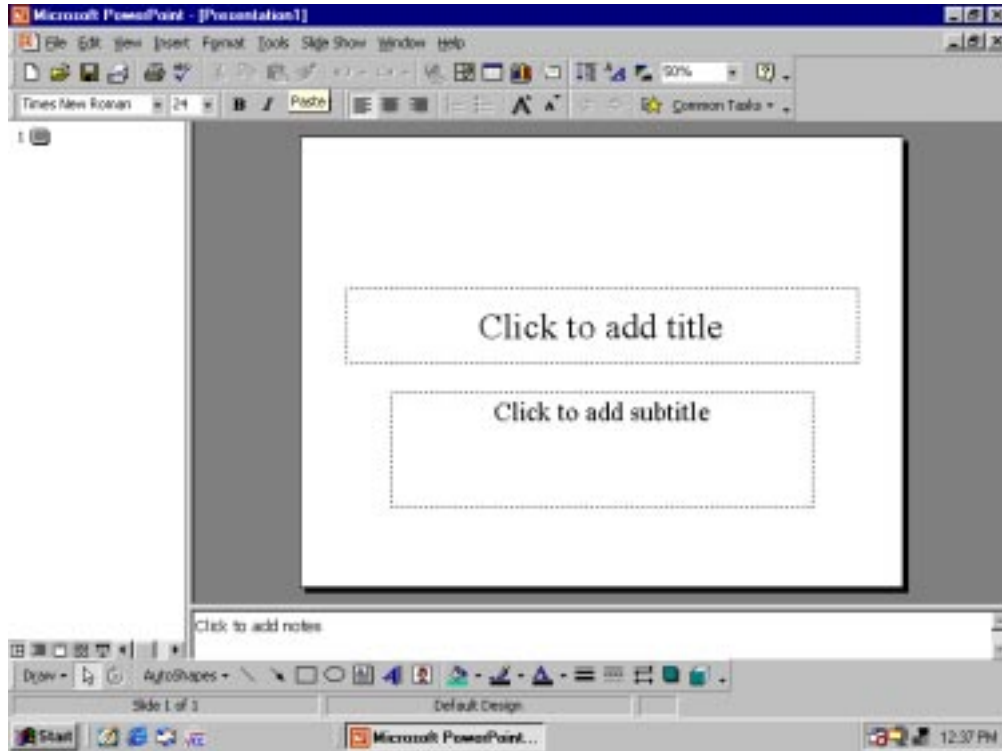 Microsoft PowerPoint - [Presentation1]
File Edit View Insert Format Tools Slide Show Window Help
50%
Times New Roman 24 B I Paste Common Tasks
1
Click to add title
Click to add subtitle
Click to add notes
Draw AutoShapes
Slide 1 of 1 Default Design
Start Microsoft PowerPoint... 12:37 PM